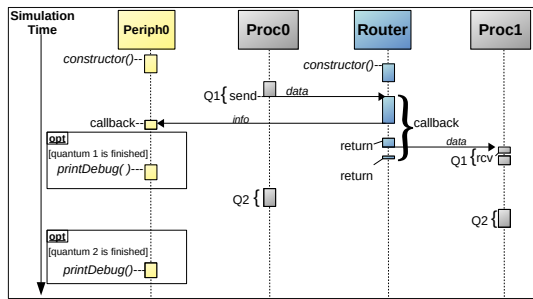 Simulation
Time
Periph0
Proc0
Router
Proc1
constructor()
constructor()
Q1{ send
data
callback
info
} callback
opt
[quantum 1 is finished]
printDebug( )
return
data
Q1 {rcv
return
Q2 {
Q2 {
opt
[quantum 2 is finished]
printDebug()